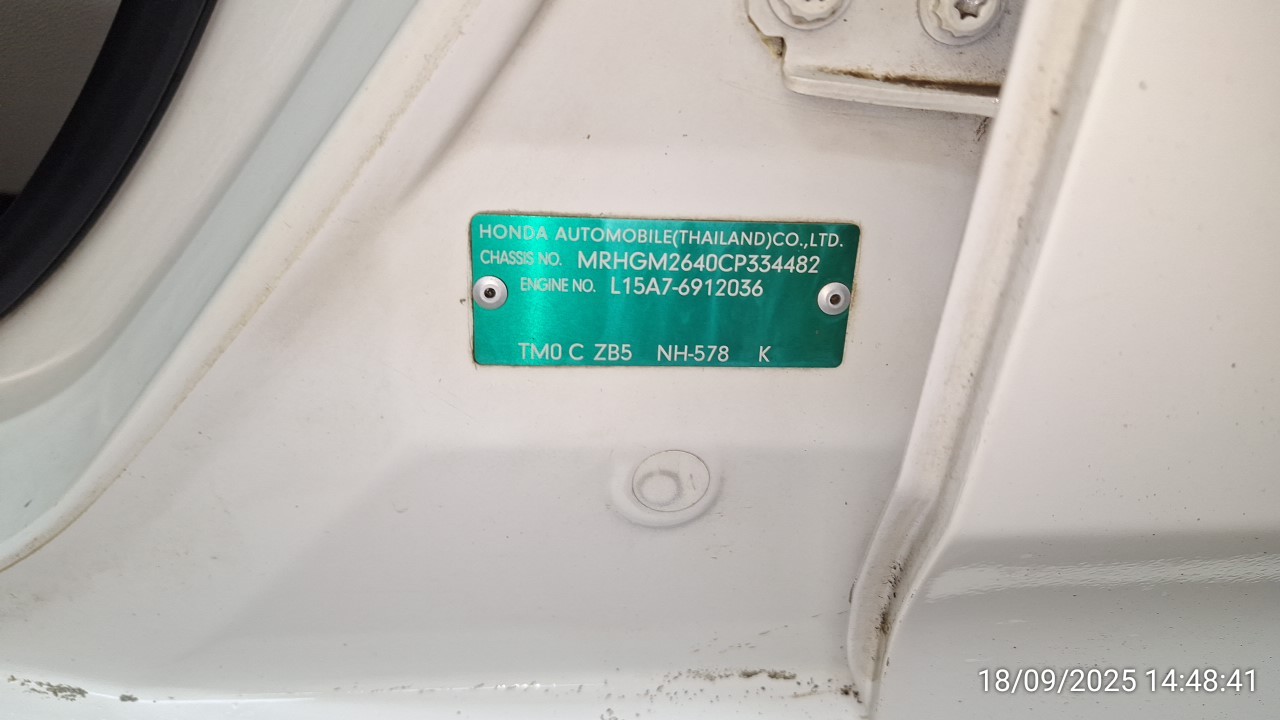 HONDA AUTOMOBILE(THAILAND)CO.,LTD.
CHASSIS NO. MRHGM2640CP334482
ENGINE NO. L15A7-6912036
TM0 C ZB5 NH-578 K
18/09/2025 14:48:41